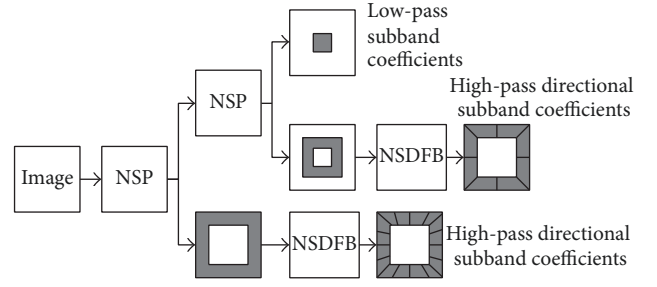 Low-pass
subband
coefficients
High-pass directional
subband coefficients
NSP
Image
NSP
NSDFB
NSDFB
High-pass directional
subband coefficients